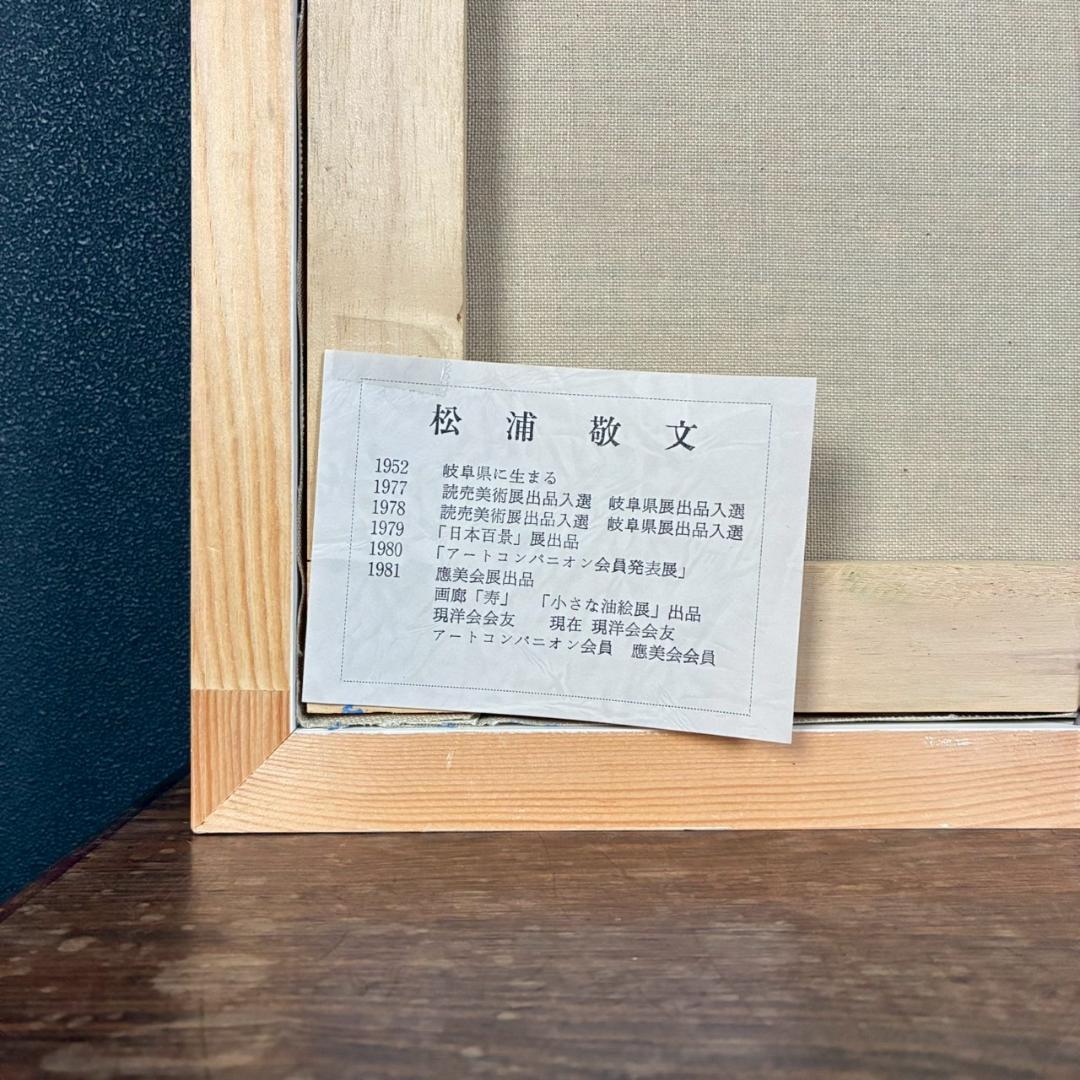 松浦敬文
1952 岐阜県に生まる
1977 読売美術展出品入選 岐阜県展出品入選
1978 読売美術展出品入選 岐阜県展出品入選
1979 「日本百景」展出品
1980 「アートコンパニオン会員発表展」
1981 應美会展出品
画廊「寿」 「小さな油絵展」出品
現洋会会友 現在 現洋会会友
アートコンパニオン会員 應美会会員